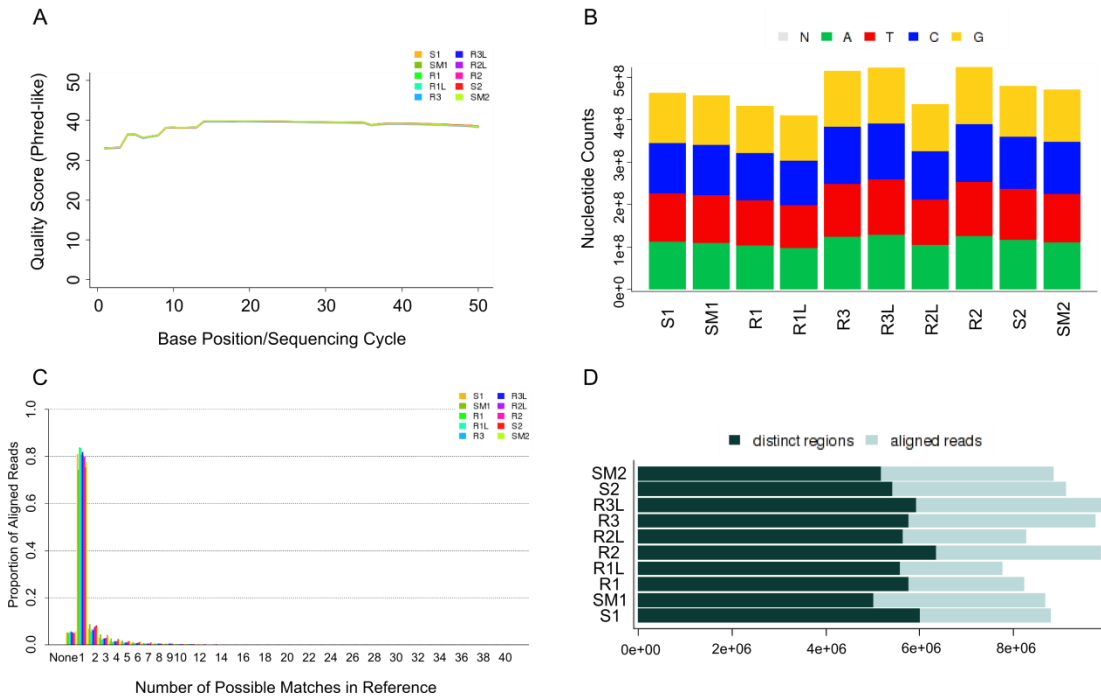 A
S1 R3L
SM1 R2L
R1 R2
R1L S2
R3 SM2
50
40
30
20
10
0
Quality Score (Phred-like)
0 10 20 30 40 50
Base Position/Sequencing Cycle
B
N A T C G
5e+8
4e+8
3e+8
2e+8
1e+8
0e+0
Nucleotide Counts
S1 SM1 R1 R1L R3 R3L R2L R2 S2 SM2
C
S1 R3L
SM1 R2L
R1 R2
R1L S2
R3 SM2
1.0
0.8
0.6
0.4
0.2
0.0
Proportion of Aligned Reads
None 1 2 3 4 5 6 7 8 9 10 12 14 16 18 20 22 24 26 28 30 32 34 36 38 40
Number of Possible Matches in Reference
D
distinct regions aligned reads
SM2
S2
R3L
R3
R2L
R2
R1L
R1
SM1
S1
0e+00 2e+06 4e+06 6e+06 8e+06